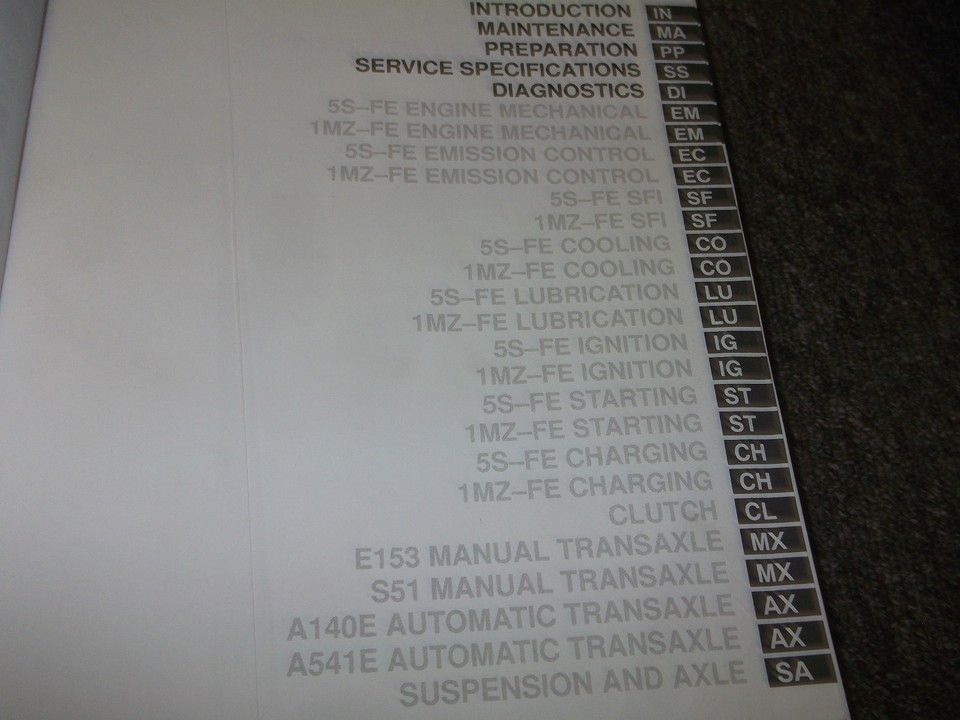 INTRODUCTION IN
MAINTENANCE MA
PREPARATION PP
SERVICE SPECIFICATIONS SS
DIAGNOSTICS DI
5S–FE ENGINE MECHANICAL EM
1MZ–FE ENGINE MECHANICAL EM
5S–FE EMISSION CONTROL EC
1MZ–FE EMISSION CONTROL EC
5S–FE SFI SF
1MZ–FE SFI SF
5S–FE COOLING CO
1MZ–FE COOLING CO
5S–FE LUBRICATION LU
1MZ–FE LUBRICATION LU
5S–FE IGNITION IG
1MZ–FE IGNITION IG
5S–FE STARTING ST
1MZ–FE STARTING ST
5S–FE CHARGING CH
1MZ–FE CHARGING CH
CLUTCH CL
E153 MANUAL TRANSAXLE MX
S51 MANUAL TRANSAXLE MX
A140E AUTOMATIC TRANSAXLE AX
A541E AUTOMATIC TRANSAXLE AX
SUSPENSION AND AXLE SA